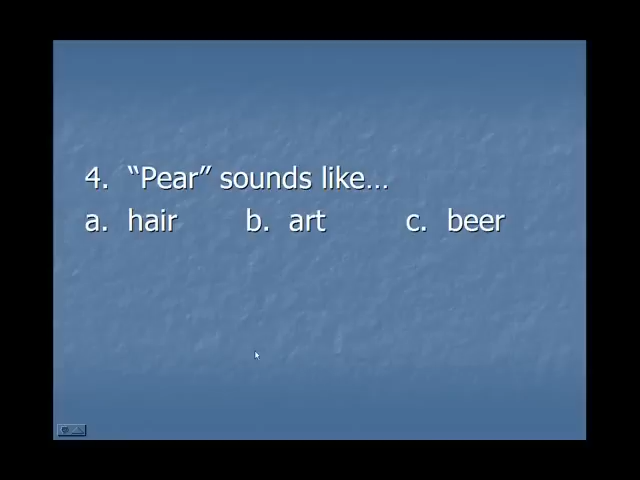 4. “Pear” sounds like…
a. hair b. art c. beer